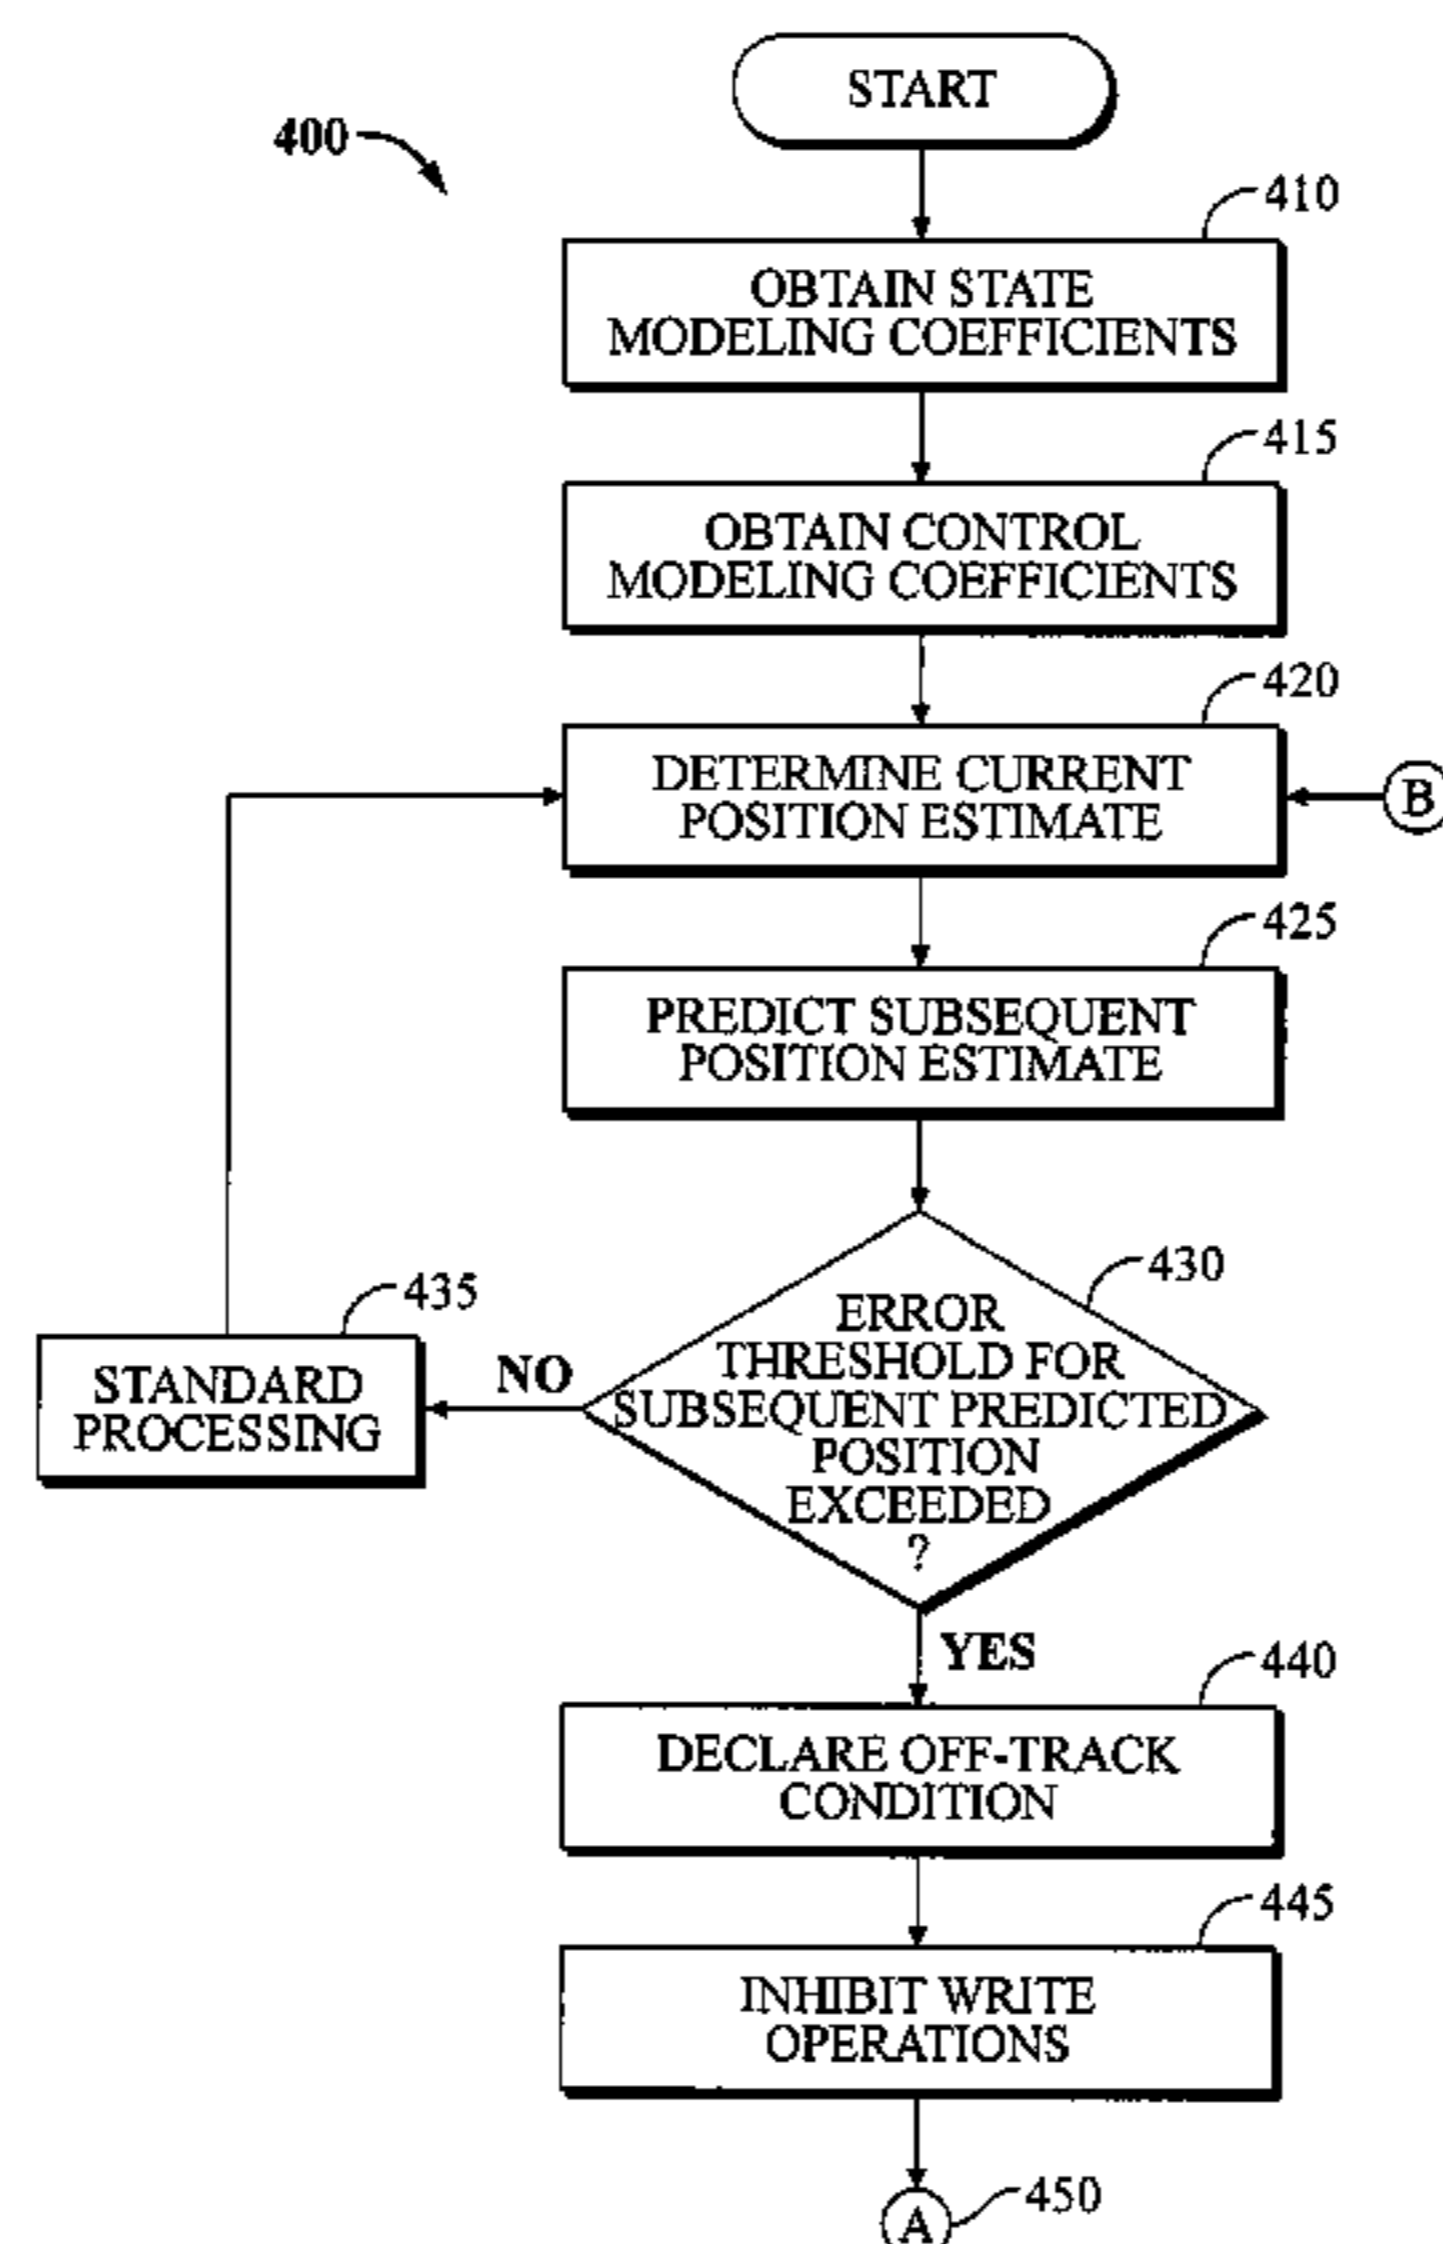 START
400
410
OBTAIN STATE
MODELING COEFFICIENTS
415
OBTAIN CONTROL
MODELING COEFFICIENTS
420
DETERMINE CURRENT
POSITION ESTIMATE
B
425
PREDICT SUBSEQUENT
POSITION ESTIMATE
430
ERROR
THRESHOLD FOR
SUBSEQUENT PREDICTED
POSITION
EXCEEDED
?
NO
435
STANDARD
PROCESSING
YES
440
DECLARE OFF-TRACK
CONDITION
445
INHIBIT WRITE
OPERATIONS
A
450